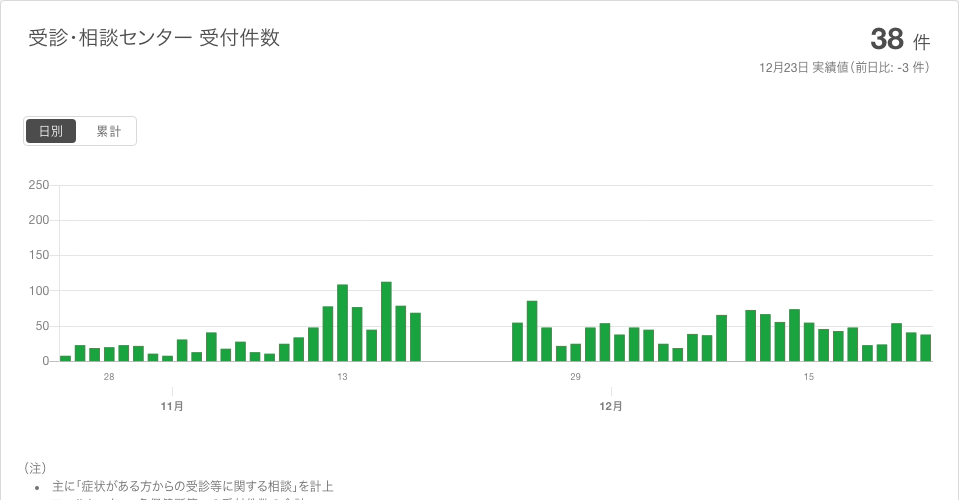 受診・相談センター 受付件数
38 件
12月23日 実績値（前日比: -3 件）
日別 累計
250
200
150
100
50
0
28 13 29 15
11月 12月
（注）
主に「症状がある方からの受診等に関する相談」を計上